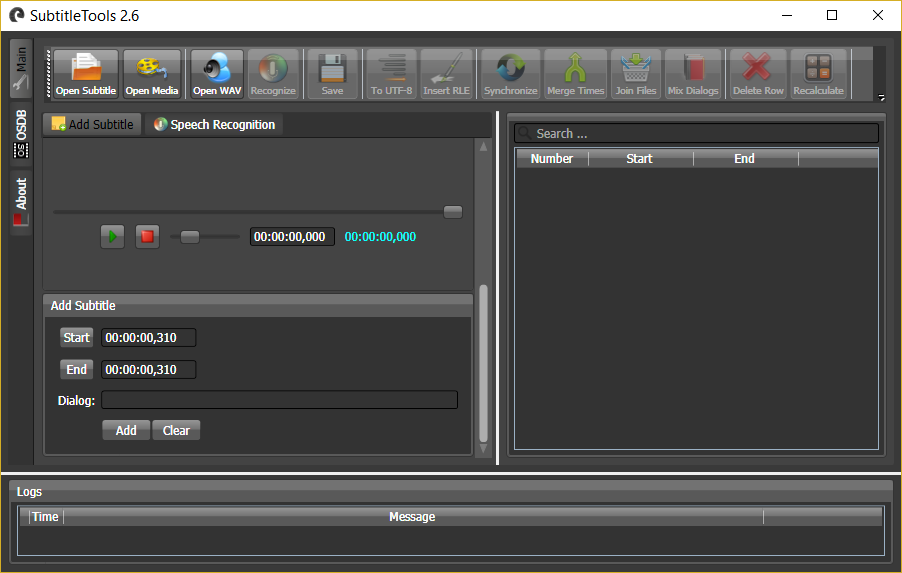 SubtitleTools 2.6
Main
OSDB
About
Open Subtitle
Open Media
Open WAV
Recognize
Save
To UTF-8
Insert RLE
Synchronize
Merge Times
Join Files
Mix Dialogs
Delete Row
Recalculate
Add Subtitle
Speech Recognition
00:00:00,000
00:00:00,000
Add Subtitle
Start
00:00:00,310
End
00:00:00,310
Dialog:
Add
Clear
Search ...
Number
Start
End
Logs
Time
Message